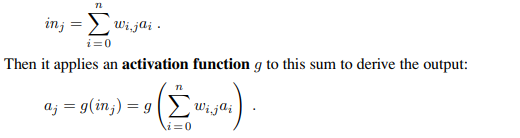 in_j = \sum_{i=0}^{n} w_{i,j} a_i .
Then it applies an activation function g to this sum to derive the output:
a_j = g(in_j) = g \left( \sum_{i=0}^{n} w_{i,j} a_i \right) .